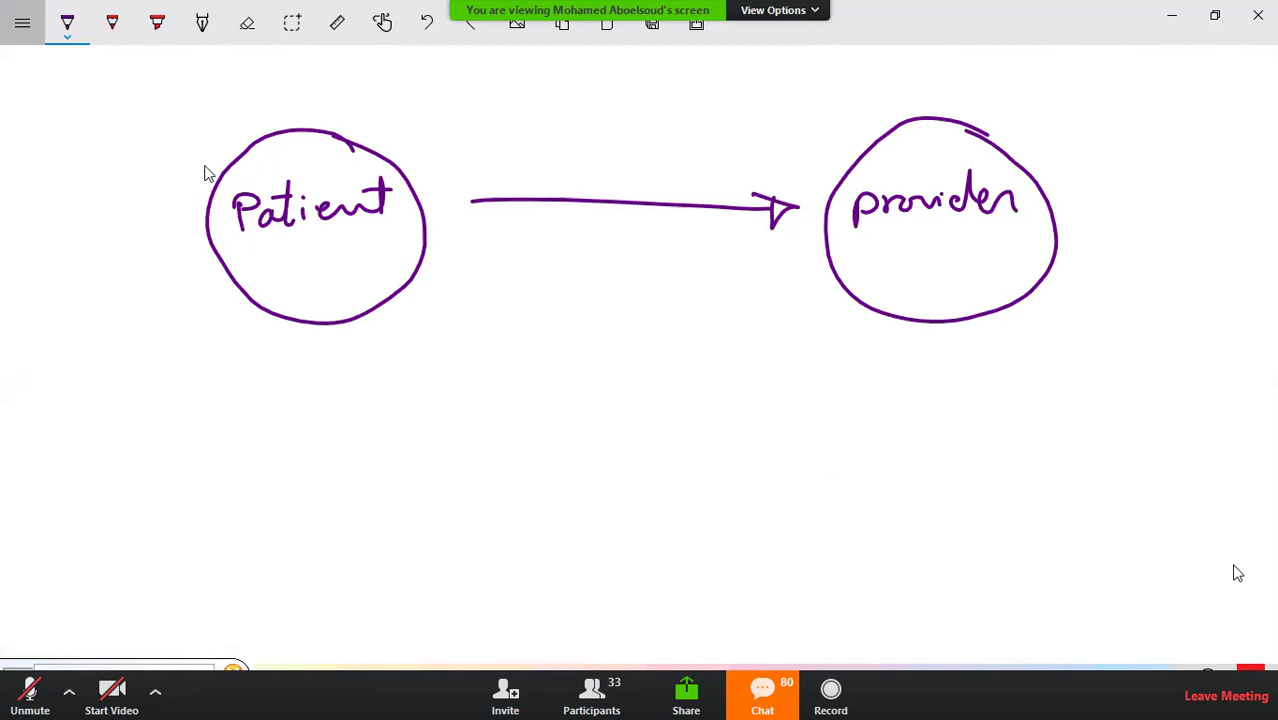 You are viewing Mohamed Aboelsoud's screen
View Options
Patient
provider
Unmute
Start Video
Invite
33
Participants
Share
80
Chat
Record
Leave Meeting